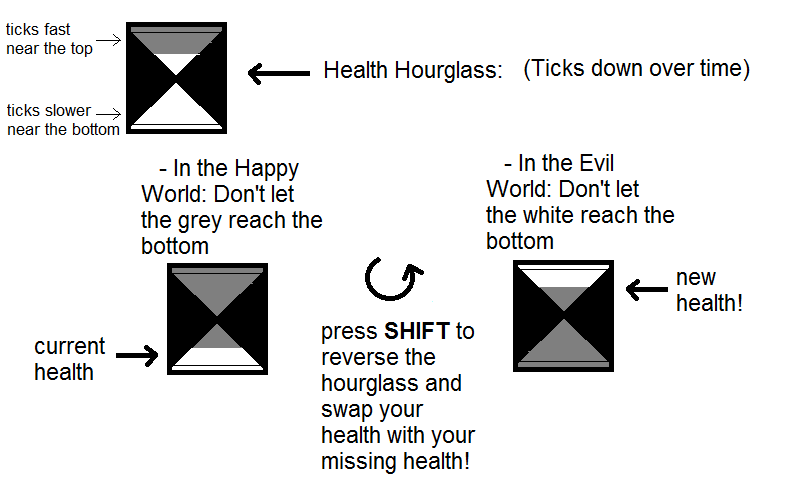 ticks fast
near the top
Health Hourglass: (Ticks down over time)
ticks slower
near the bottom
- In the Happy
World: Don't let
the grey reach the
bottom
- In the Evil
World: Don't let
the white reach the
bottom
current
health
press SHIFT to
reverse the
hourglass and
swap your
health with your
missing health!
new
health!